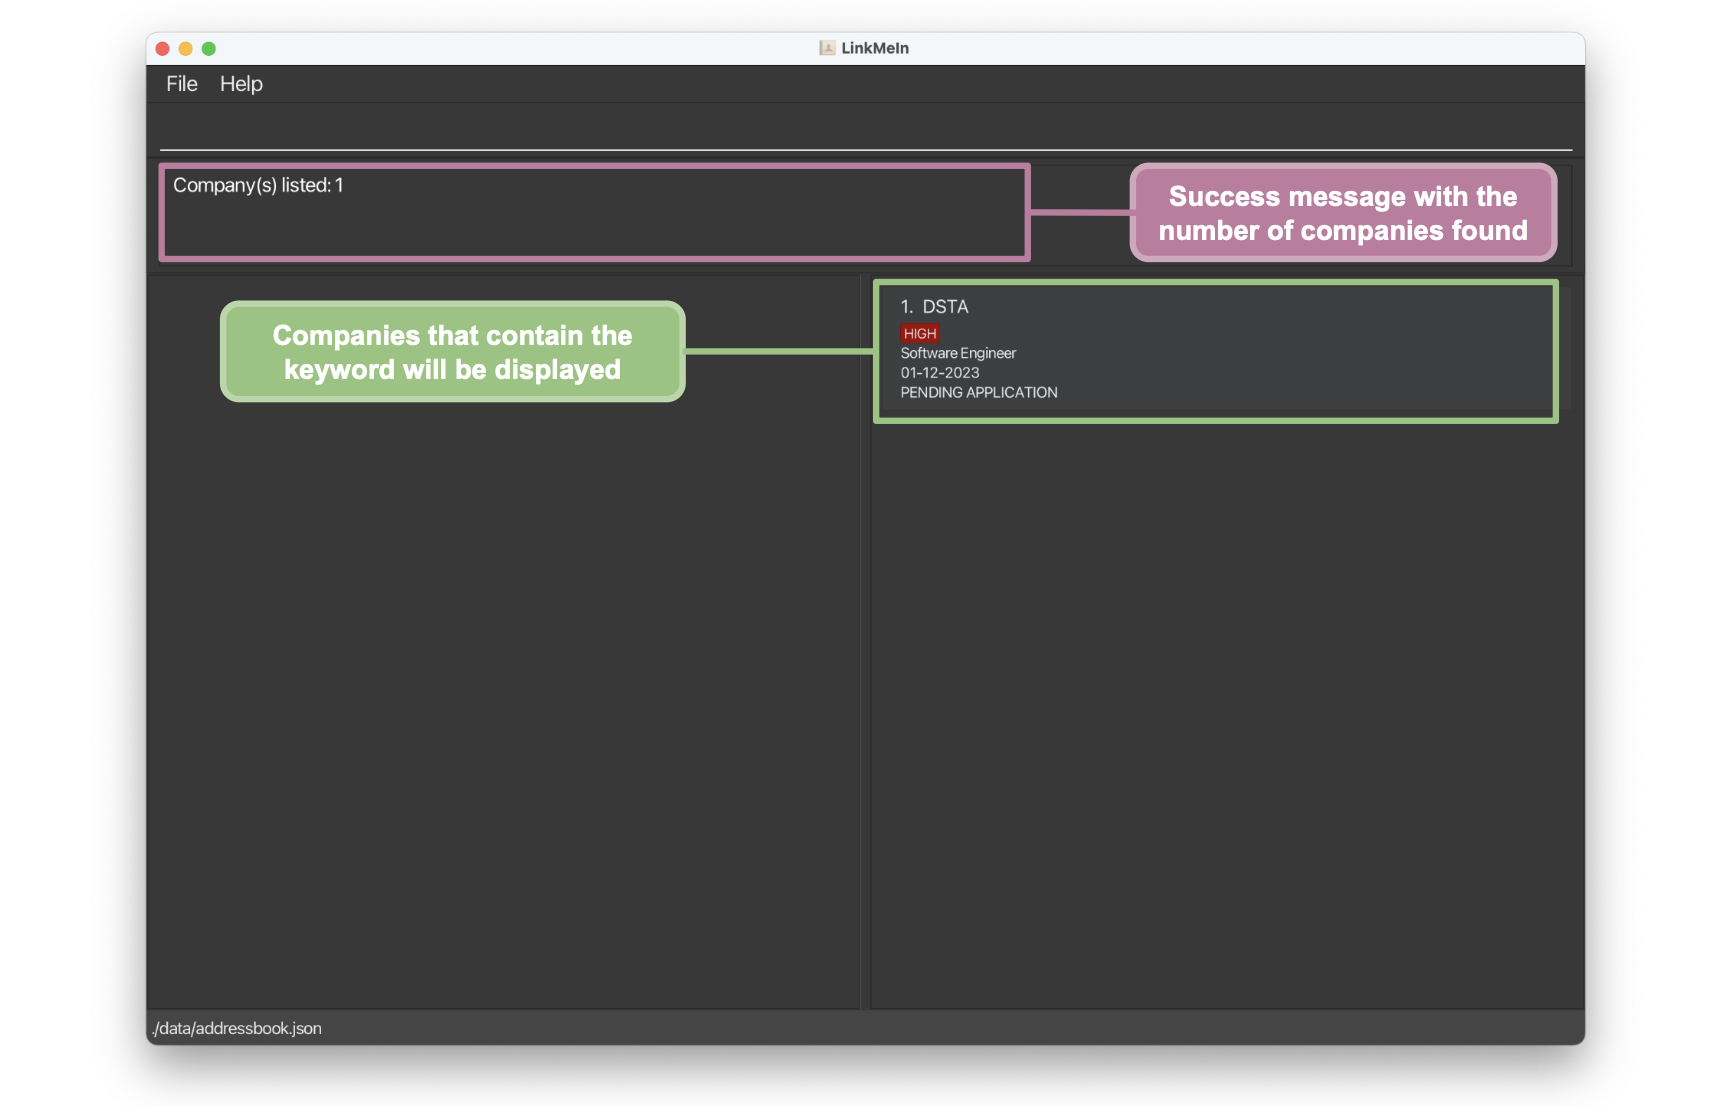 LinkMeIn
File Help
Company(s) listed: 1
Success message with the
number of companies found
Companies that contain the
keyword will be displayed
1. DSTA
HIGH
Software Engineer
01-12-2023
PENDING APPLICATION
./data/addressbook.json